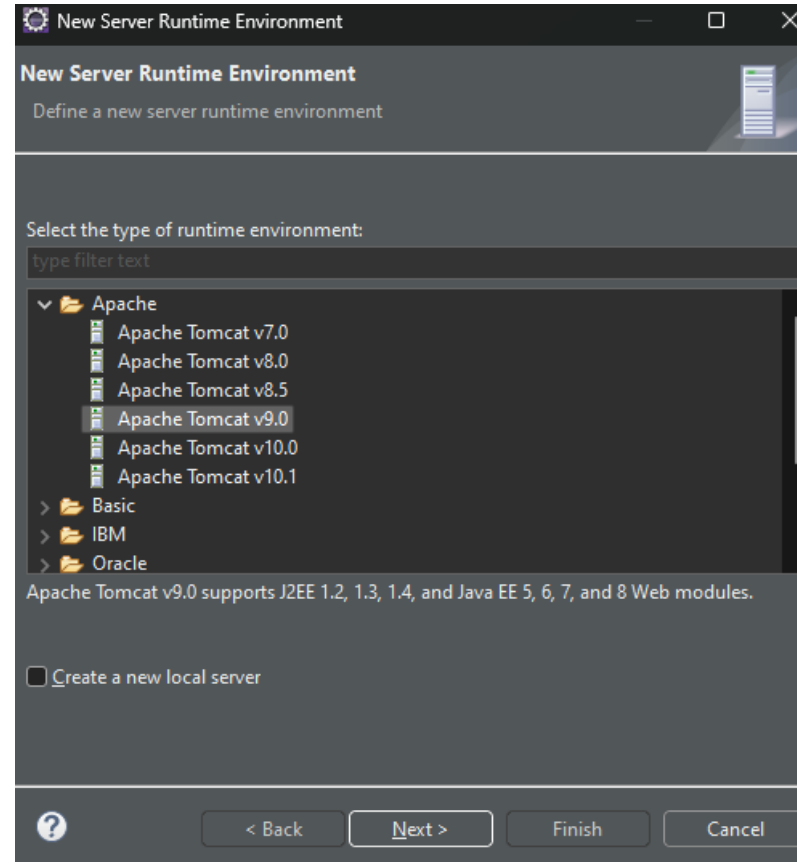 New Server Runtime Environment
New Server Runtime Environment
Define a new server runtime environment
Select the type of runtime environment:
type filter text
Apache
Apache Tomcat v7.0
Apache Tomcat v8.0
Apache Tomcat v8.5
Apache Tomcat v9.0
Apache Tomcat v10.0
Apache Tomcat v10.1
Basic
IBM
Oracle
Apache Tomcat v9.0 supports J2EE 1.2, 1.3, 1.4, and Java EE 5, 6, 7, and 8 Web modules.
Create a new local server
? < Back Next > Finish Cancel